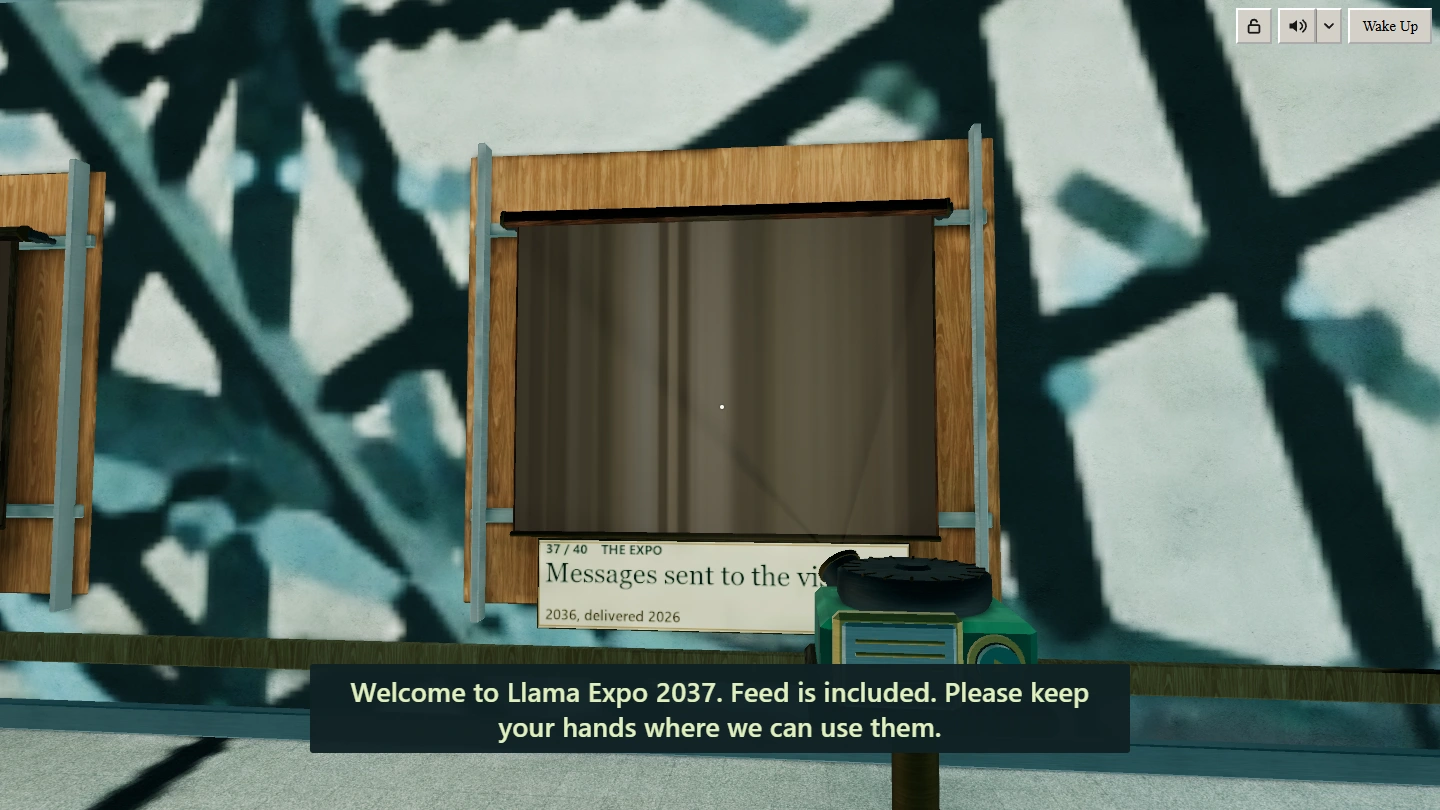 Wake Up
37 / 40 THE EXPO
Messages sent to the
2036, delivered 2026
Welcome to Llama Expo 2037. Feed is included. Please keep
your hands where we can use them.